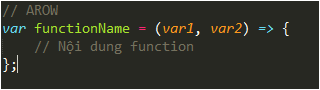 // AROW
var functionName = (var1, var2) => {
    // Nội dung function
};